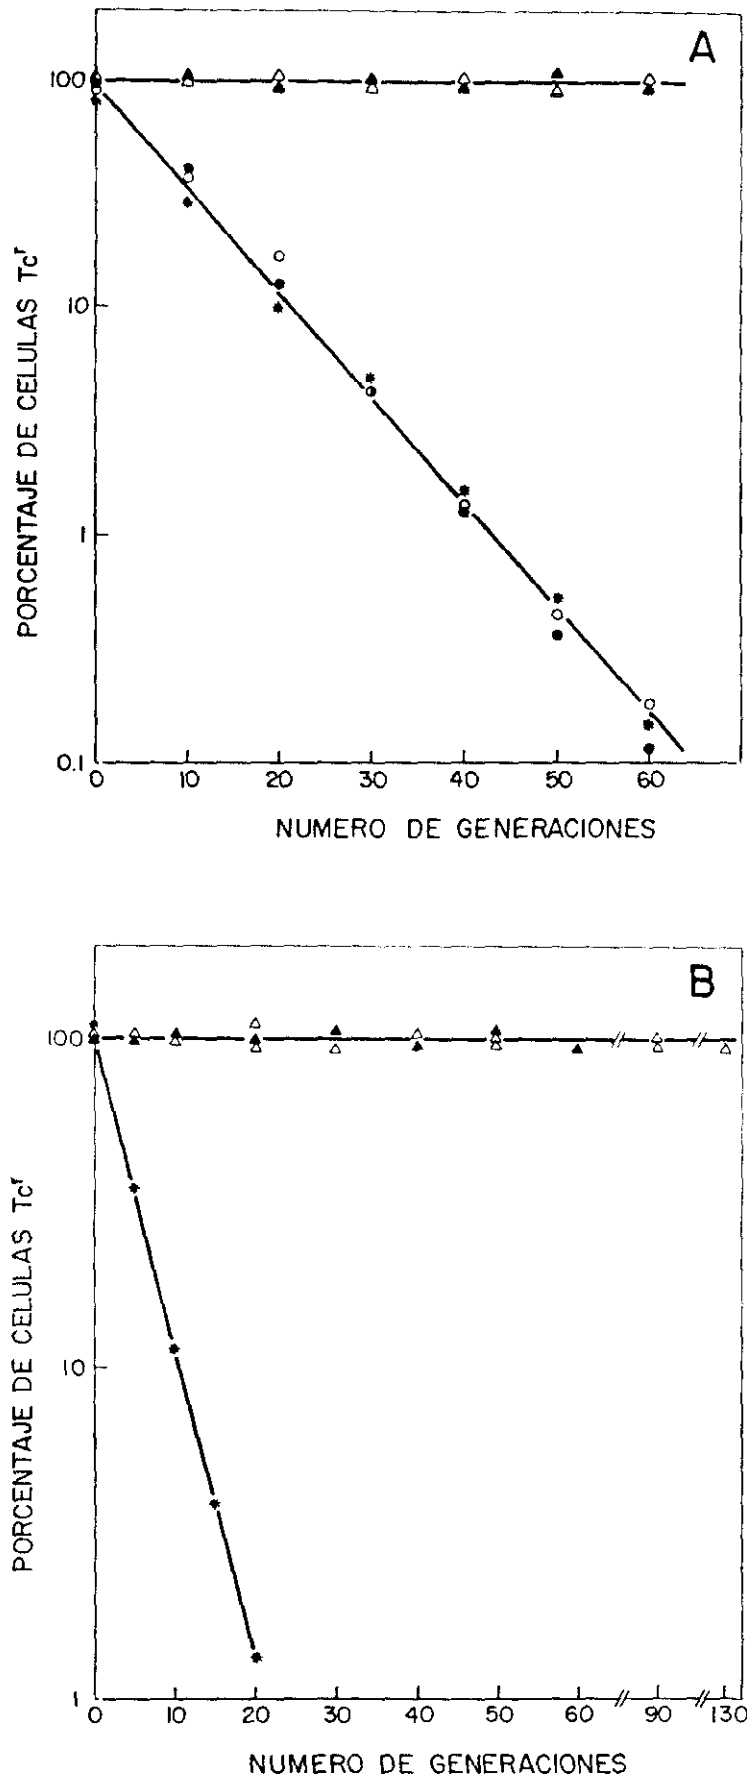 A
100
10
1
0.1
PORCENTAJE DE CELULAS Tcr
0 10 20 30 40 50 60
NUMERO DE GENERACIONES
B
100
10
1
PORCENTAJE DE CELULAS Tcr
0 10 20 30 40 50 60 90 130
NUMERO DE GENERACIONES